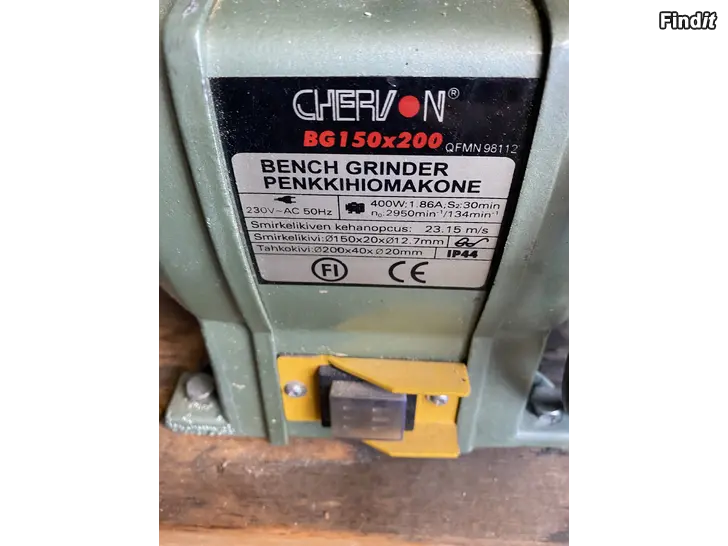 Findit
CHERVON®
BG150x200 QFMN 98112
BENCH GRINDER
PENKKIHIOMAKONE
230V~AC 50Hz
400W:1.86A,S₂:30min
n₀:2950min⁻¹/134min⁻¹
Smirkelikiven kehanopcus: 23.15 m/s
Smirkelikivi:Ø150x20xØ12.7mm
Tahkokivi:Ø200x40xØ20mm
IP44
FI CE